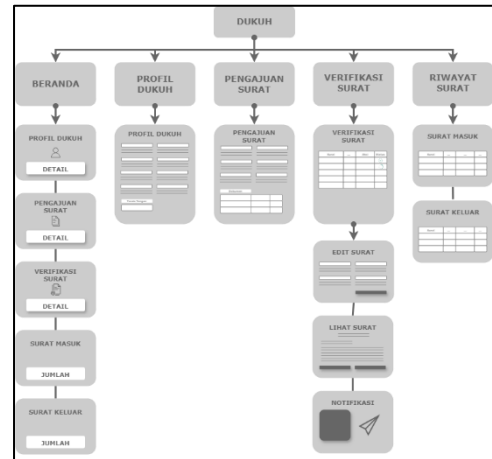 DUKUH
BERANDA
PROFIL
DUKUH
PENGAJUAN
SURAT
VERIFIKASI
SURAT
RIWAYAT
SURAT
PROFIL DUKUH
DETAIL
PENGAJUAN
SURAT
DETAIL
VERIFIKASI
SURAT
DETAIL
SURAT MASUK
JUMLAH
SURAT KELUAR
JUMLAH
PROFIL DUKUH
PENGAJUAN
SURAT
VERIFIKASI
SURAT
EDIT SURAT
LIHAT SURAT
NOTIFIKASI
SURAT MASUK
SURAT KELUAR